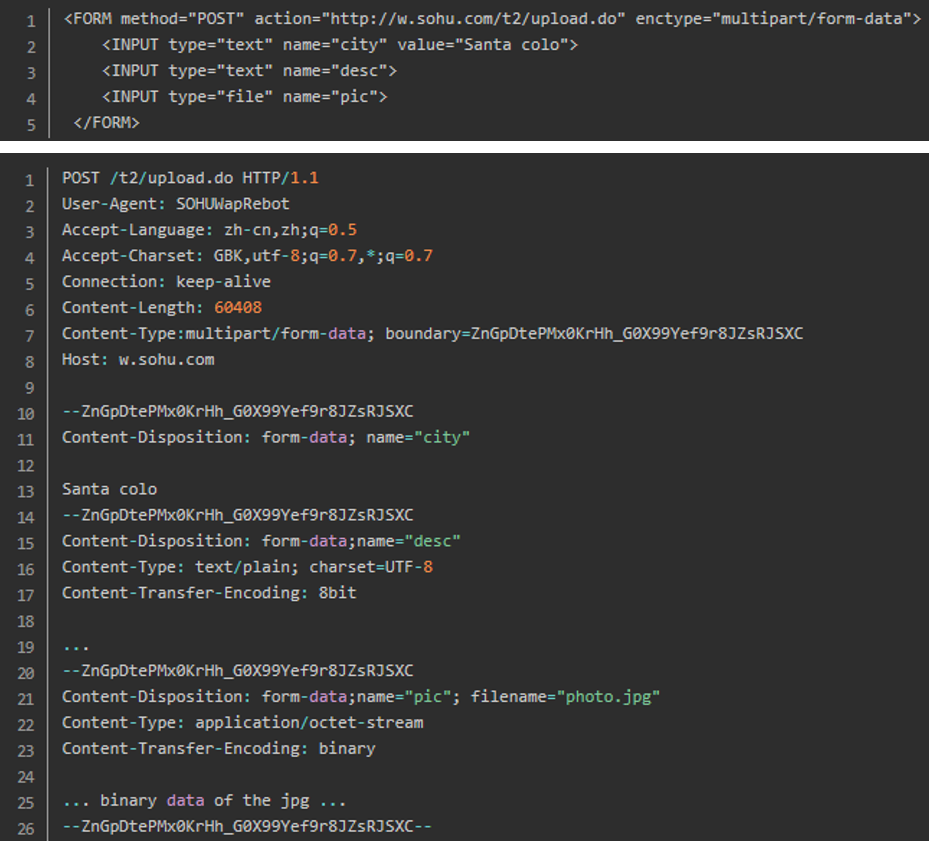 1 <FORM method="POST" action="http://w.sohu.com/t2/upload.do" enctype="multipart/form-data">
2 <INPUT type="text" name="city" value="Santa colo">
3 <INPUT type="text" name="desc">
4 <INPUT type="file" name="pic">
5 </FORM>
1 POST /t2/upload.do HTTP/1.1
2 User-Agent: SOHUWapRebot
3 Accept-Language: zh-cn,zh;q=0.5
4 Accept-Charset: GBK,utf-8;q=0.7,*;q=0.7
5 Connection: keep-alive
6 Content-Length: 60408
7 Content-Type:multipart/form-data; boundary=ZnGpDtePMx0KrHh_G0X99Yef9r8JZsRJSXC
8 Host: w.sohu.com
9
10 --ZnGpDtePMx0KrHh_G0X99Yef9r8JZsRJSXC
11 Content-Disposition: form-data; name="city"
12
13 Santa colo
14 --ZnGpDtePMx0KrHh_G0X99Yef9r8JZsRJSXC
15 Content-Disposition: form-data;name="desc"
16 Content-Type: text/plain; charset=UTF-8
17 Content-Transfer-Encoding: 8bit
18
19 ...
20 --ZnGpDtePMx0KrHh_G0X99Yef9r8JZsRJSXC
21 Content-Disposition: form-data;name="pic"; filename="photo.jpg"
22 Content-Type: application/octet-stream
23 Content-Transfer-Encoding: binary
24
25 ... binary data of the jpg ...
26 --ZnGpDtePMx0KrHh_G0X99Yef9r8JZsRJSXC--